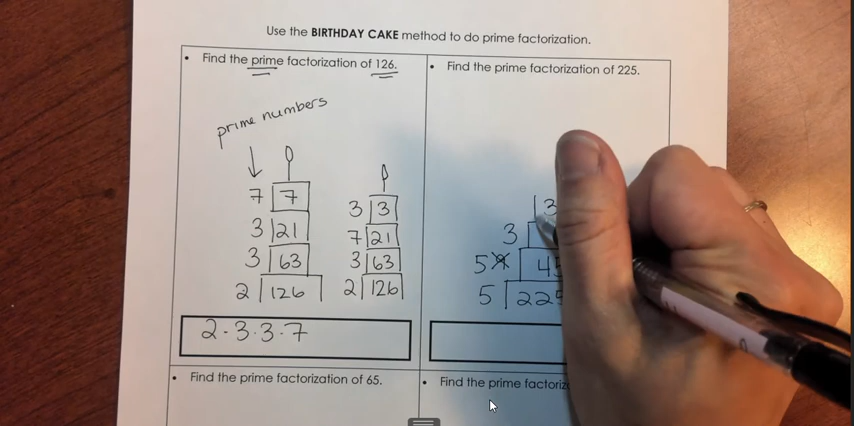 Use the BIRTHDAY CAKE method to do prime factorization.
• Find the prime factorization of 126.
prime numbers
7 7
3 21
3 63
2 126
3 3
7 21
3 63
2 126
2 · 3 · 3 · 7
• Find the prime factorization of 225.
3
3
5 4
5 225
• Find the prime factorization of 65.
• Find the prime